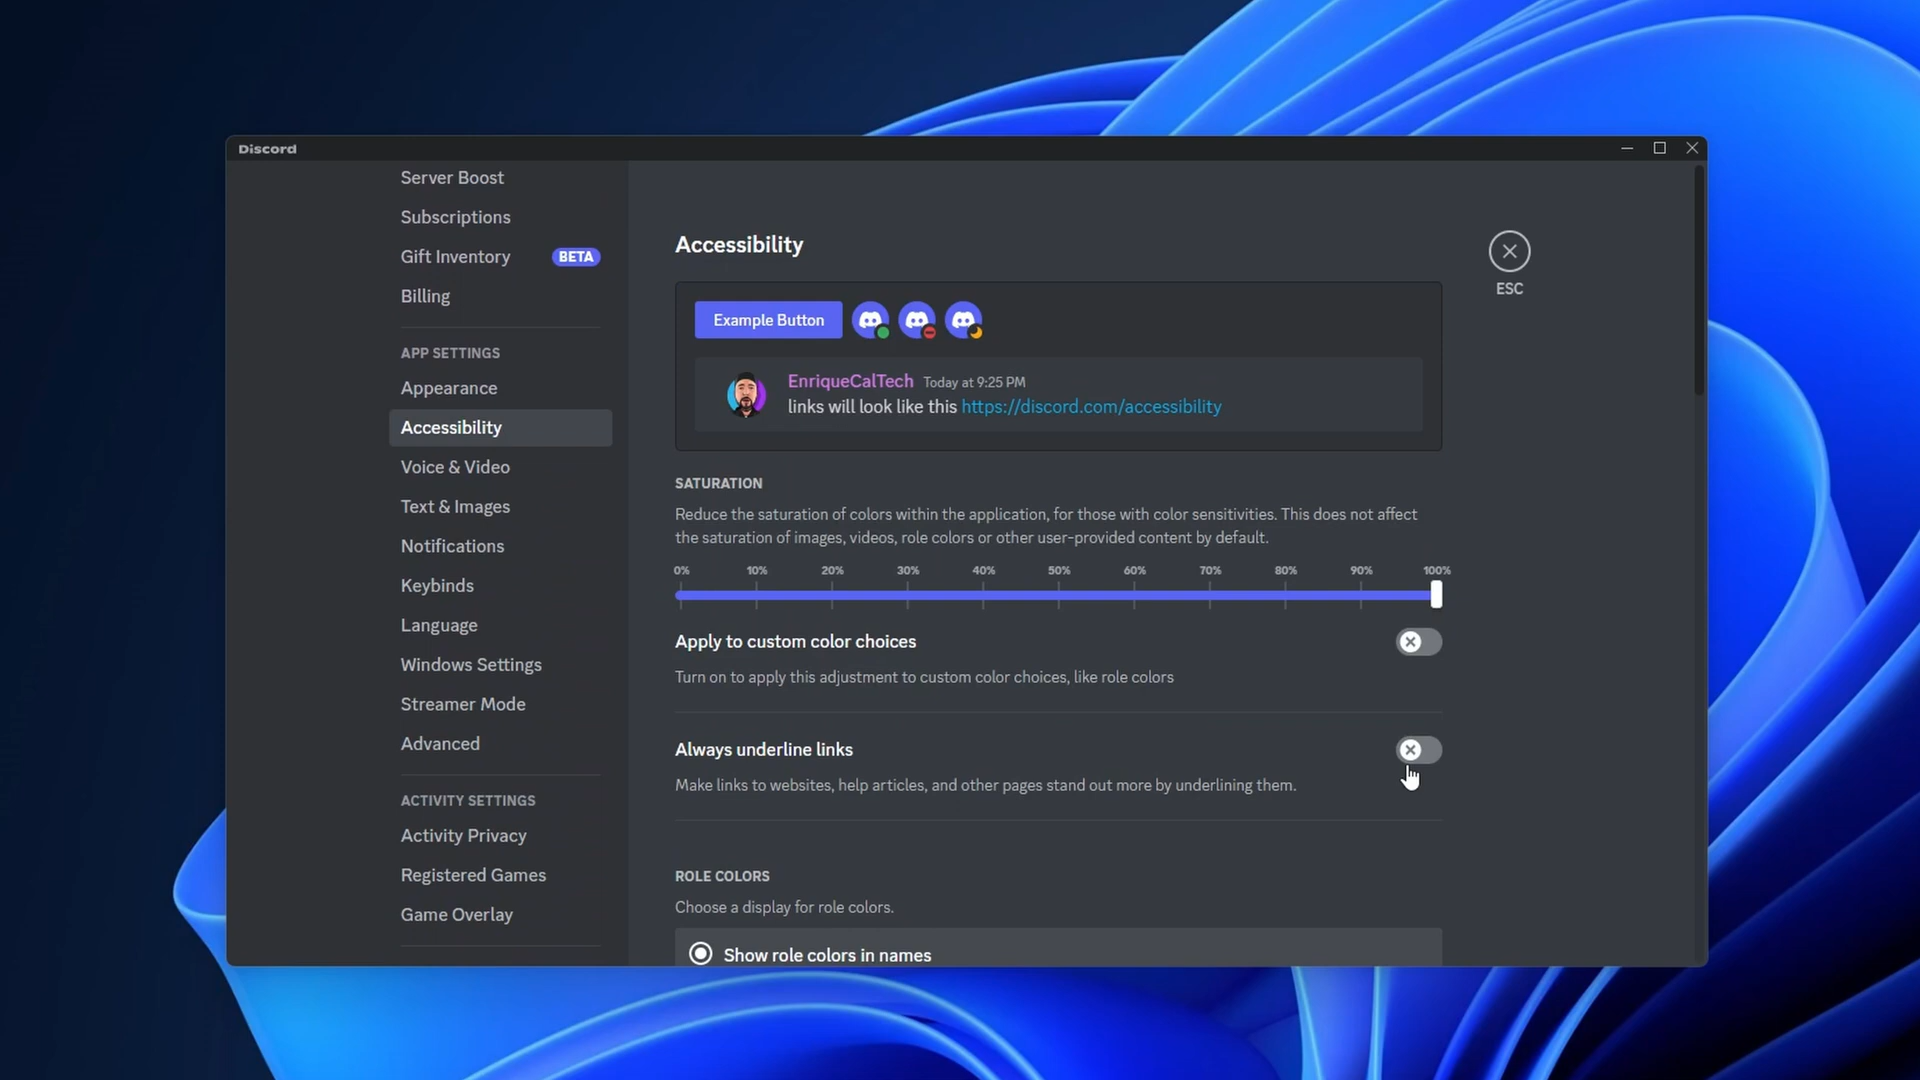 Discord
Server Boost
Subscriptions
Gift Inventory BETA
Billing
APP SETTINGS
Appearance
Accessibility
Voice & Video
Text & Images
Notifications
Keybinds
Language
Windows Settings
Streamer Mode
Advanced
ACTIVITY SETTINGS
Activity Privacy
Registered Games
Game Overlay
Accessibility
ESC
Example Button
EnriqueCalTech Today at 9:25 PM
links will look like this https://discord.com/accessibility
SATURATION
Reduce the saturation of colors within the application, for those with color sensitivities. This does not affect
the saturation of images, videos, role colors or other user-provided content by default.
0% 10% 20% 30% 40% 50% 60% 70% 80% 90% 100%
Apply to custom color choices
Turn on to apply this adjustment to custom color choices, like role colors
Always underline links
Make links to websites, help articles, and other pages stand out more by underlining them.
ROLE COLORS
Choose a display for role colors.
Show role colors in names